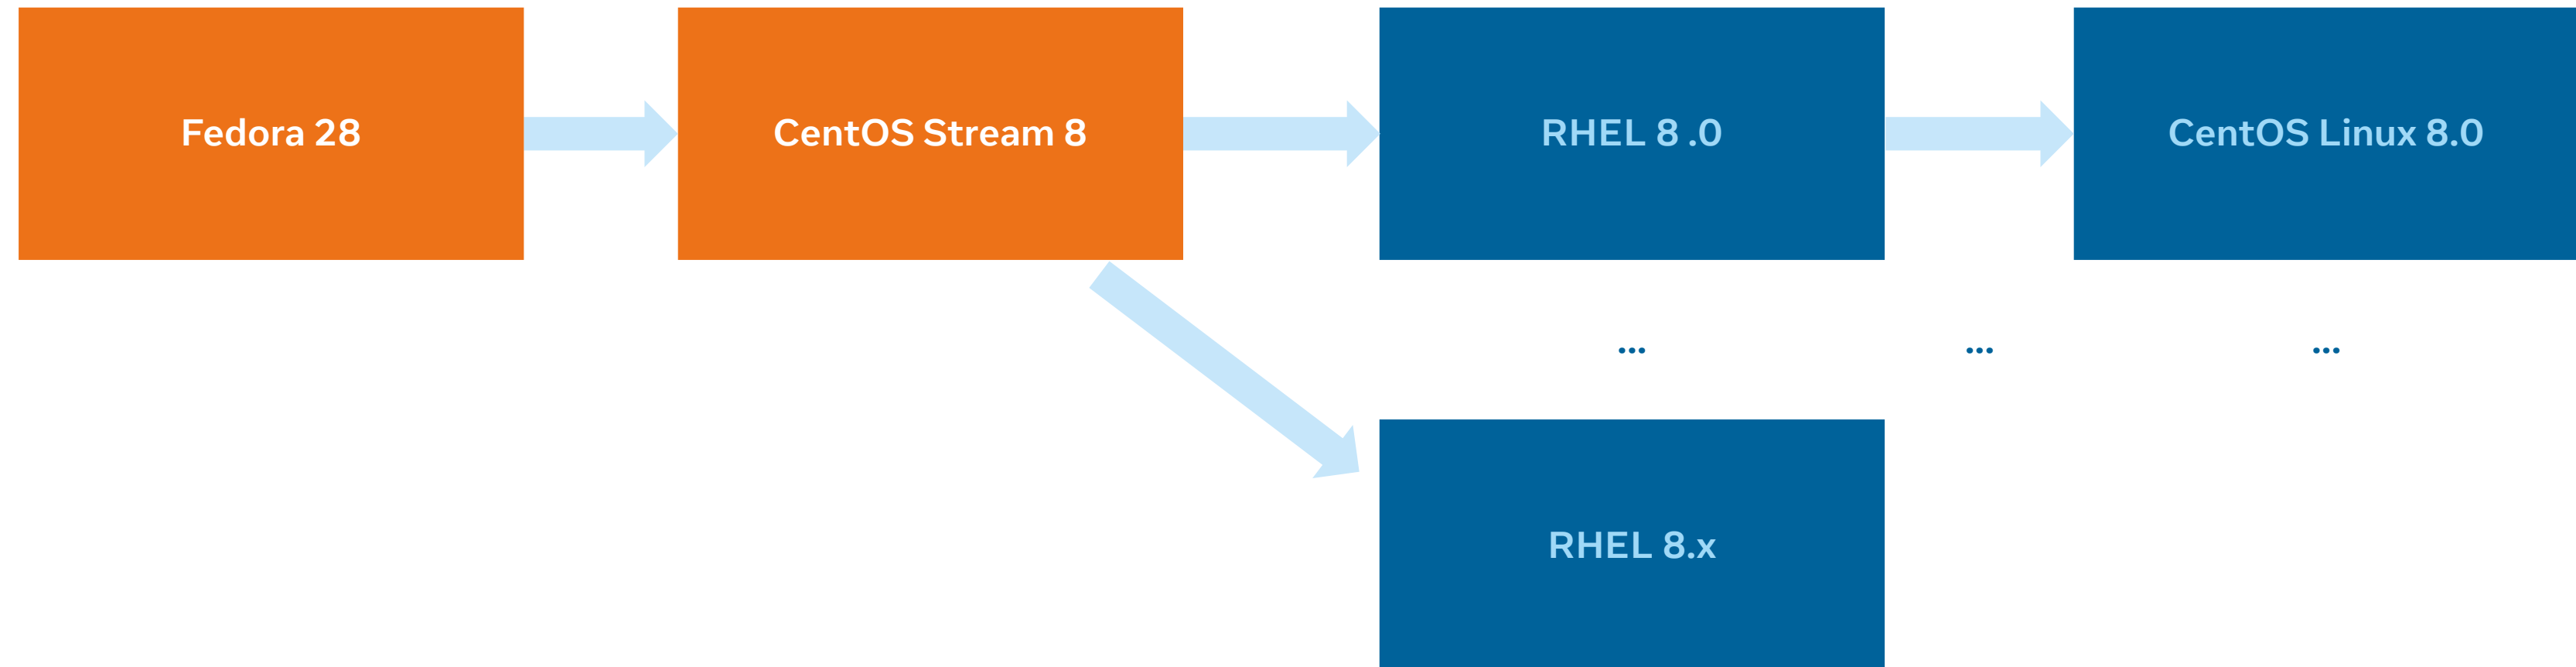 Fedora 28
CentOS Stream 8
RHEL 8 .0
CentOS Linux 8.0
...
...
...
RHEL 8.x